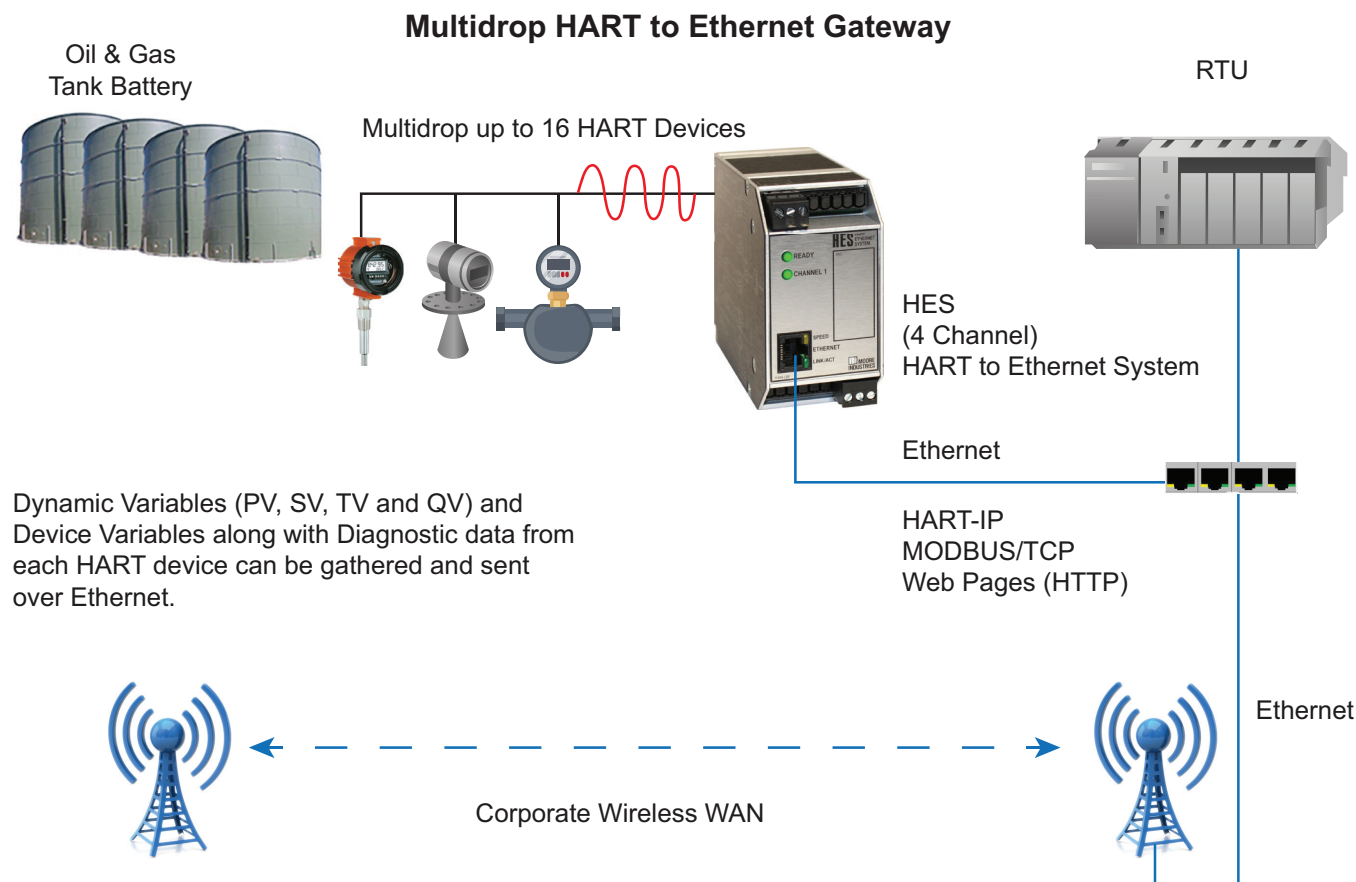 Multidrop HART to Ethernet Gateway
Oil & Gas
Tank Battery
RTU
Multidrop up to 16 HART Devices
HES
ETHERNET
SYSTEM
READY
CHANNEL 1
SPEED
ETHERNET
LINK/ACT
MOORE
INDUSTRIES
HES
(4 Channel)
HART to Ethernet System
Ethernet
HART-IP
MODBUS/TCP
Web Pages (HTTP)
Dynamic Variables (PV, SV, TV and QV) and
Device Variables along with Diagnostic data from
each HART device can be gathered and sent
over Ethernet.
Ethernet
Corporate Wireless WAN